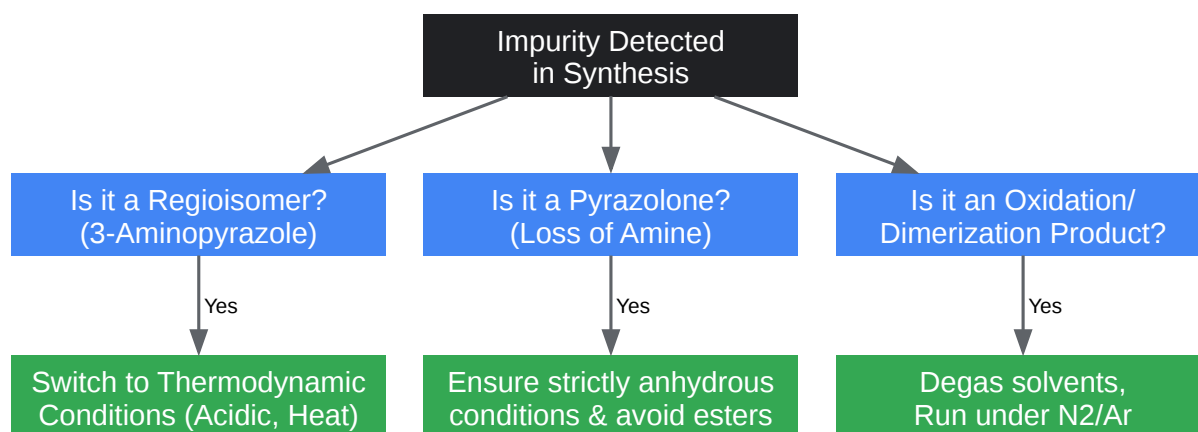 Impurity Detected
in Synthesis
Is it a Regioisomer?
(3-Aminopyrazole)
Is it a Pyrazolone?
(Loss of Amine)
Is it an Oxidation/
Dimerization Product?
Yes
Yes
Yes
Switch to Thermodynamic
Conditions (Acidic, Heat)
Ensure strictly anhydrous
conditions & avoid esters
Degas solvents,
Run under N2/Ar